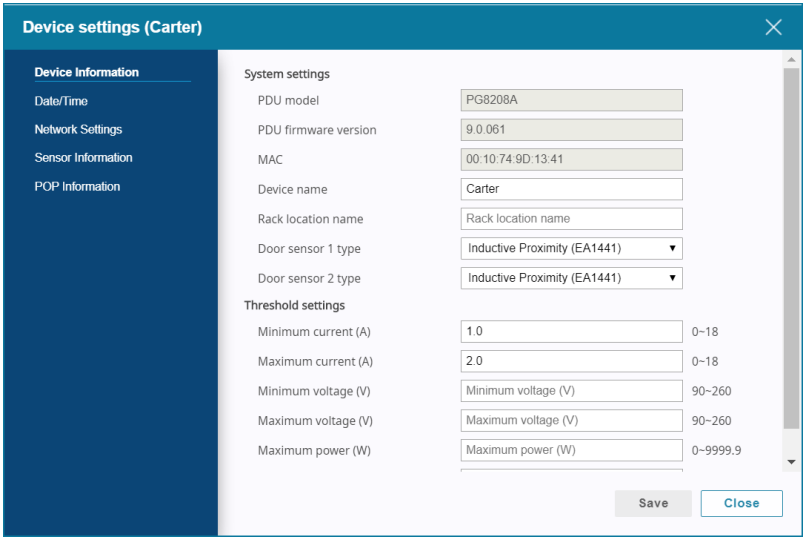 Device settings (Carter)
Device Information
Date/Time
Network Settings
Sensor Information
POP Information
System settings
PDU model PG8208A
PDU firmware version 9.0.061
MAC 00:10:74:9D:13:41
Device name Carter
Rack location name Rack location name
Door sensor 1 type Inductive Proximity (EA1441)
Door sensor 2 type Inductive Proximity (EA1441)
Threshold settings
Minimum current (A) 1.0 0~18
Maximum current (A) 2.0 0~18
Minimum voltage (V) Minimum voltage (V) 90~260
Maximum voltage (V) Maximum voltage (V) 90~260
Maximum power (W) Maximum power (W) 0~9999.9
Save Close